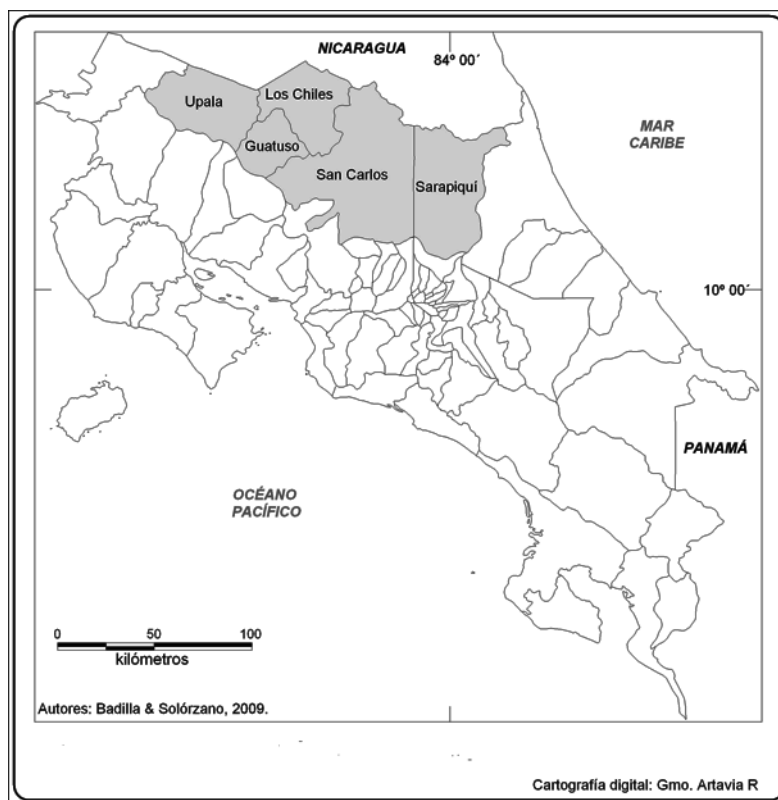 NICARAGUA
84º 00´
Los Chiles
Upala
MAR
CARIBE
Guatuso
San Carlos
Sarapiquí
10º 00´
PANAMÁ
OCÉANO
PACÍFICO
0 50 100
kilómetros
Autores: Badilla & Solórzano, 2009.
Cartografía digital: Gmo. Artavia R